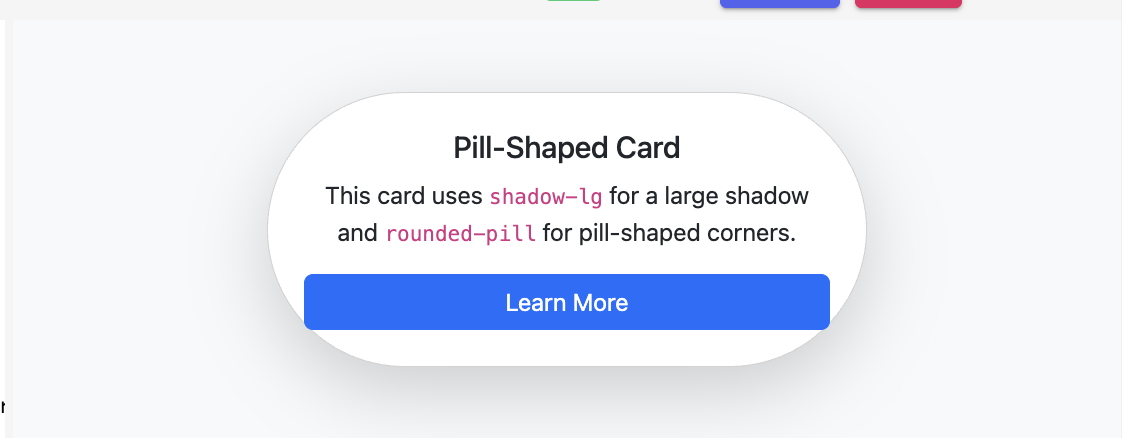 Pill-Shaped Card
This card uses shadow-lg for a large shadow
and rounded-pill for pill-shaped corners.
Learn More
r